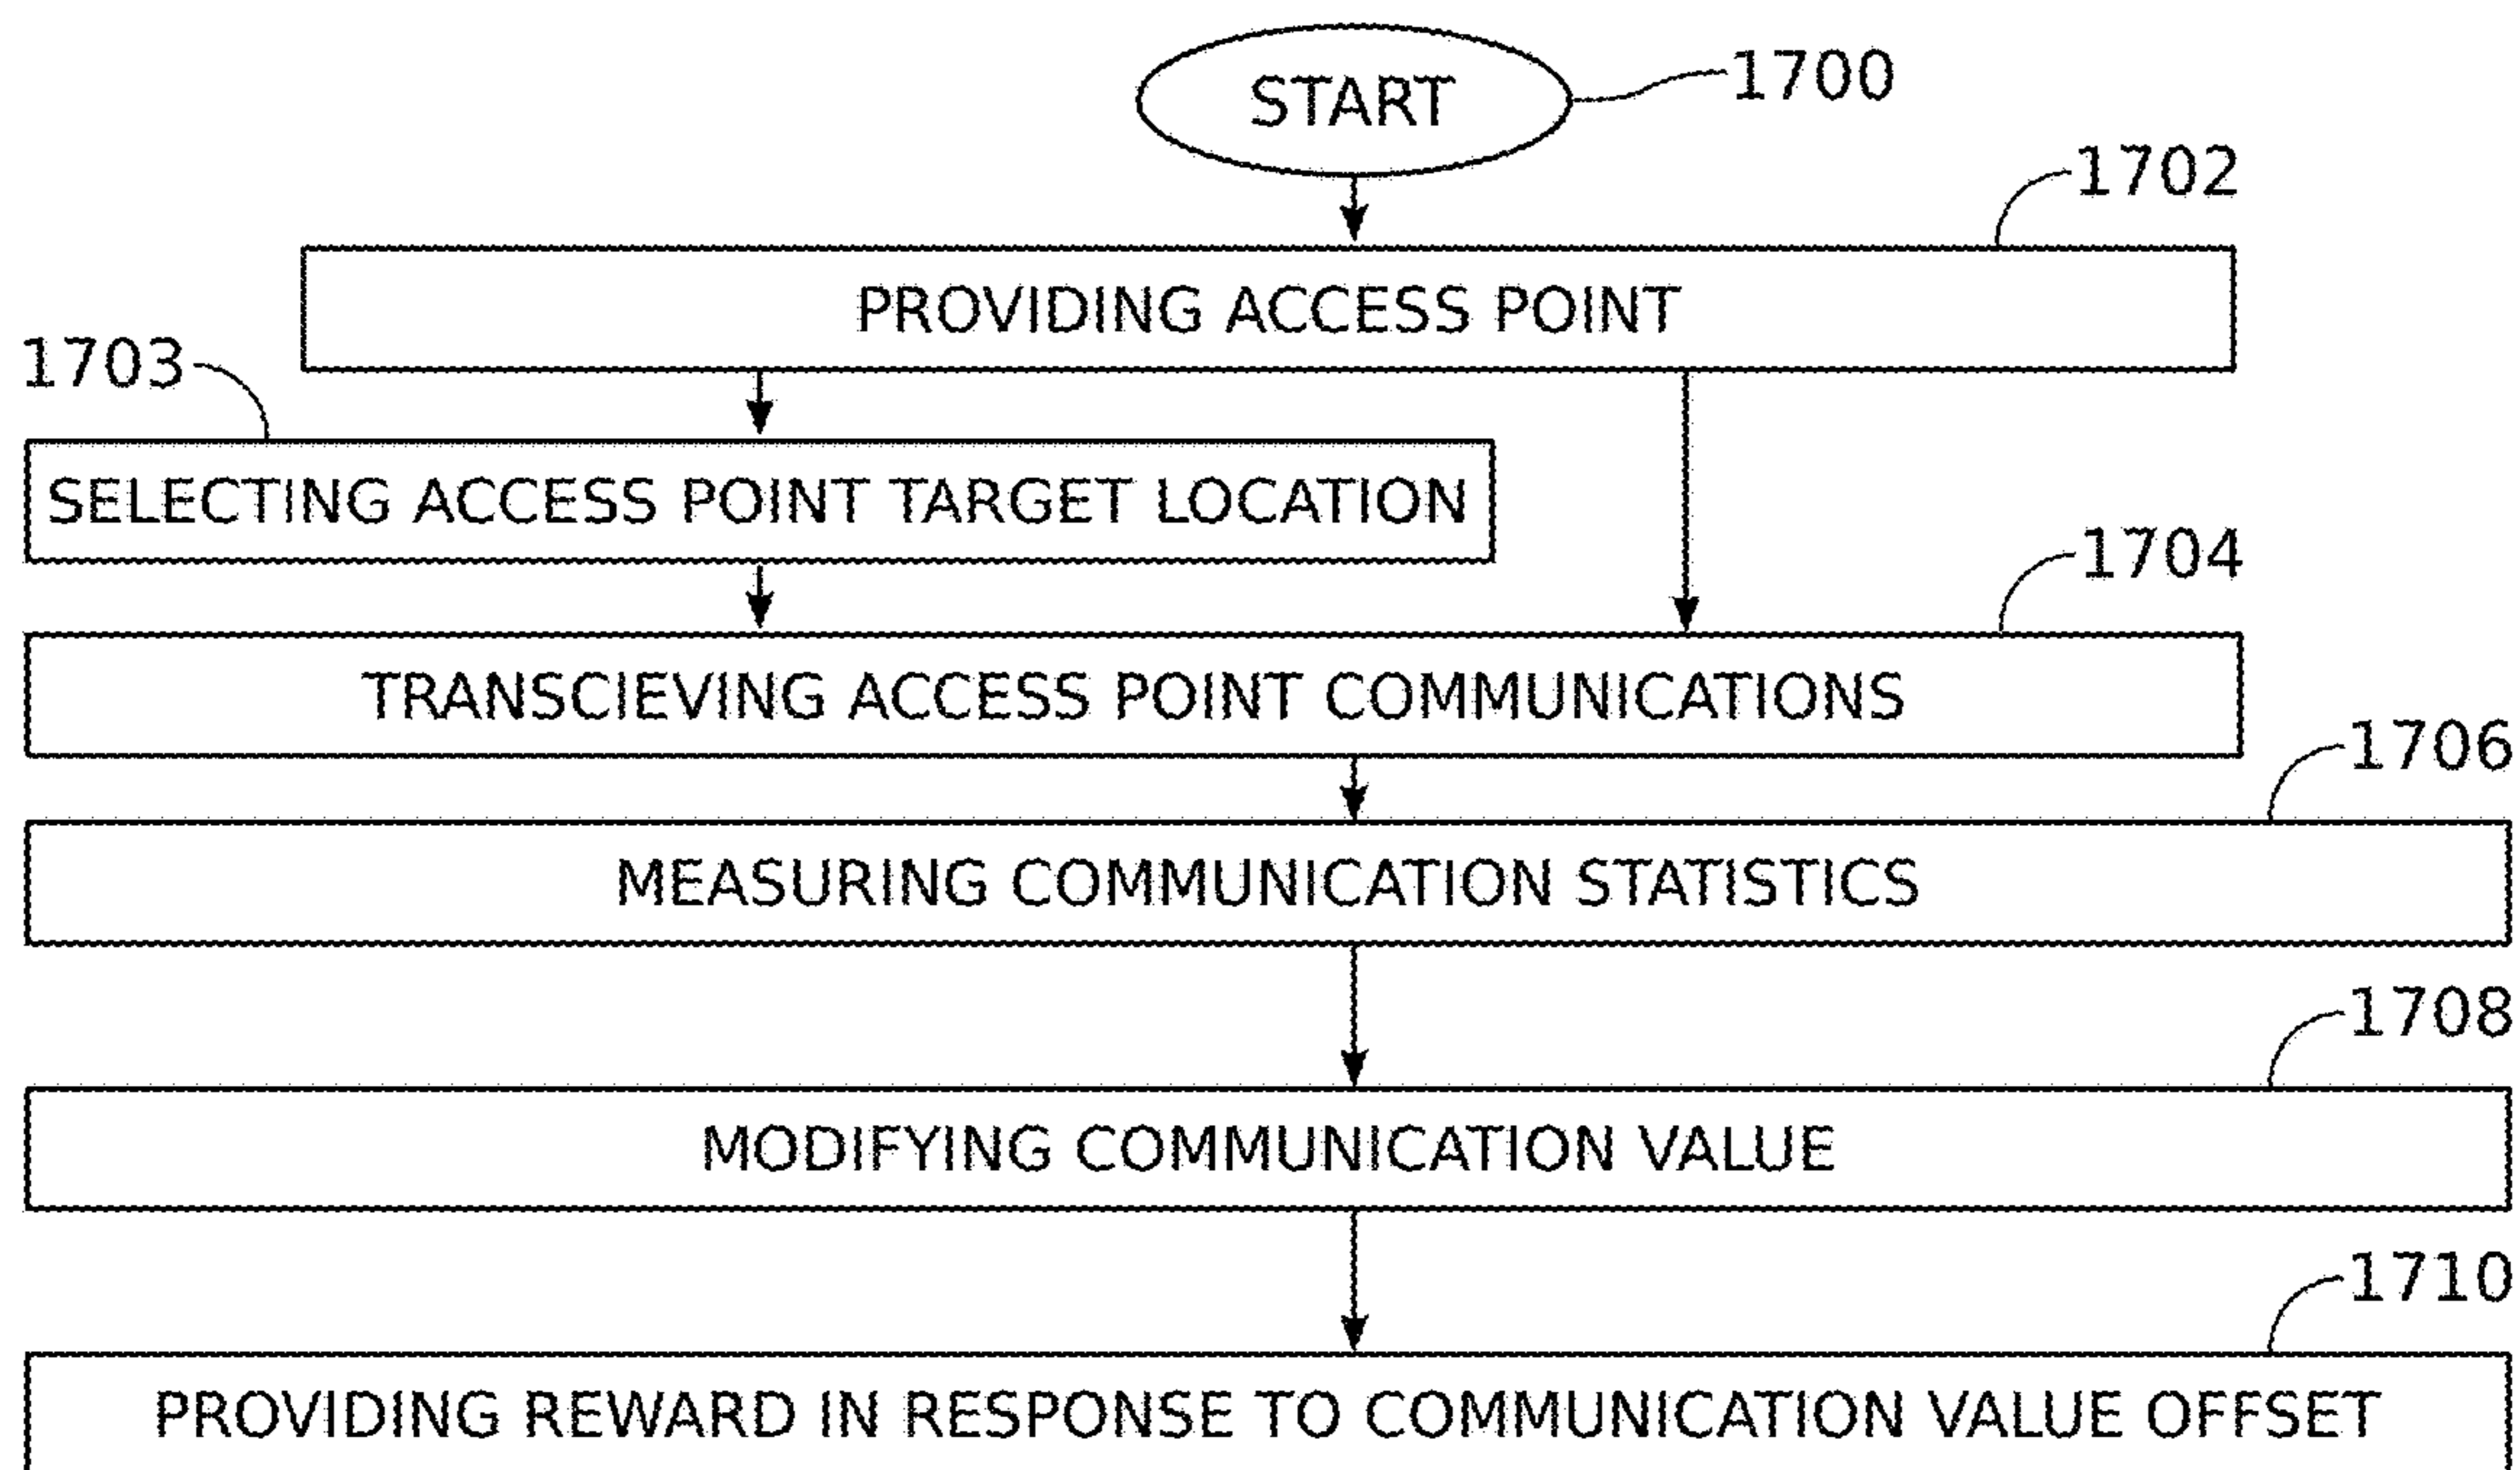 START
1700
1702
PROVIDING ACCESS POINT
1703
SELECTING ACCESS POINT TARGET LOCATION
1704
TRANSCIEVING ACCESS POINT COMMUNICATIONS
1706
MEASURING COMMUNICATION STATISTICS
1708
MODIFYING COMMUNICATION VALUE
1710
PROVIDING REWARD IN RESPONSE TO COMMUNICATION VALUE OFFSET